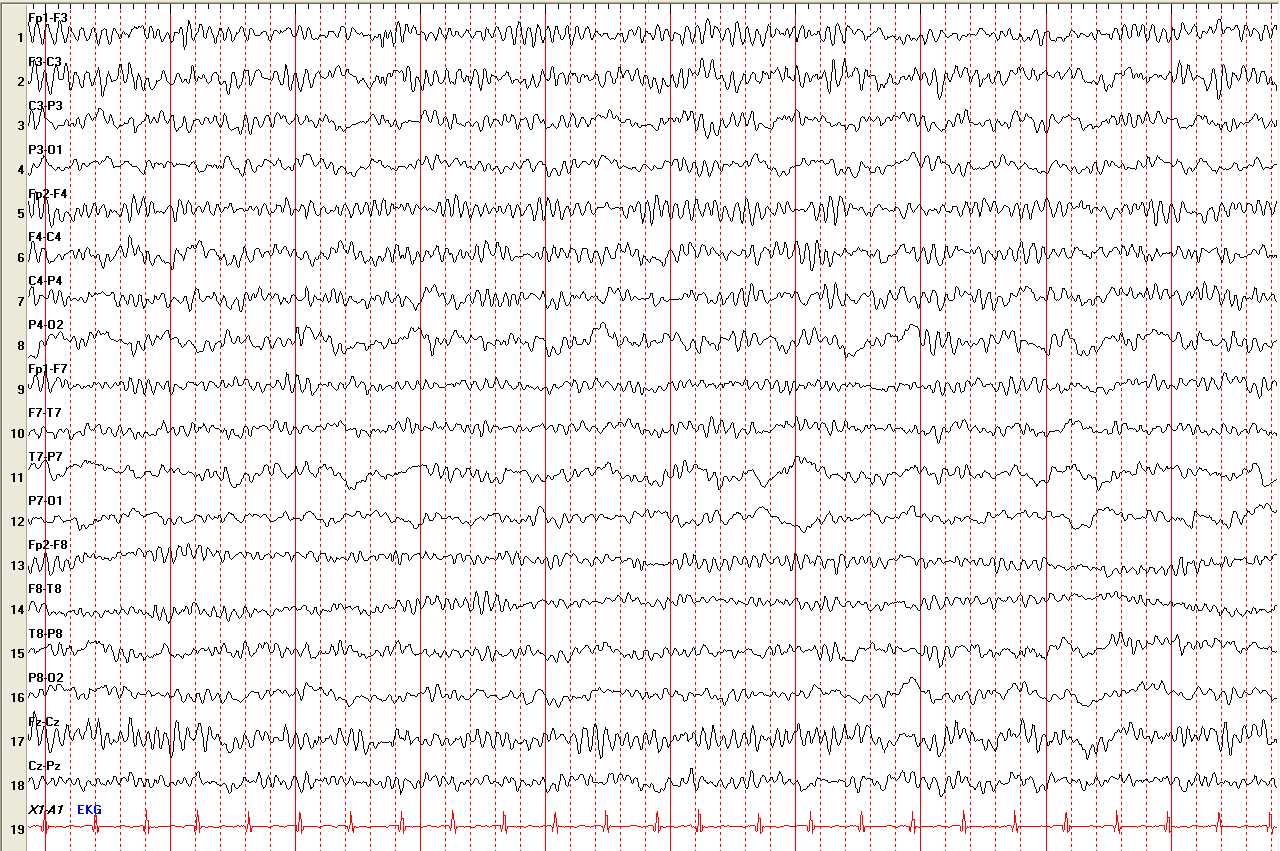 Fp1-F3
1
F3-C3
2
C3-P3
3
P3-O1
4
Fp2-F4
5
F4-C4
6
C4-P4
7
P4-O2
8
Fp1-F7
9
F7-T7
10
T7-P7
11
P7-O1
12
Fp2-F8
13
F8-T8
14
T8-P8
15
P8-O2
16
Fz-Cz
17
Cz-Pz
18
X1-A1 EKG
19